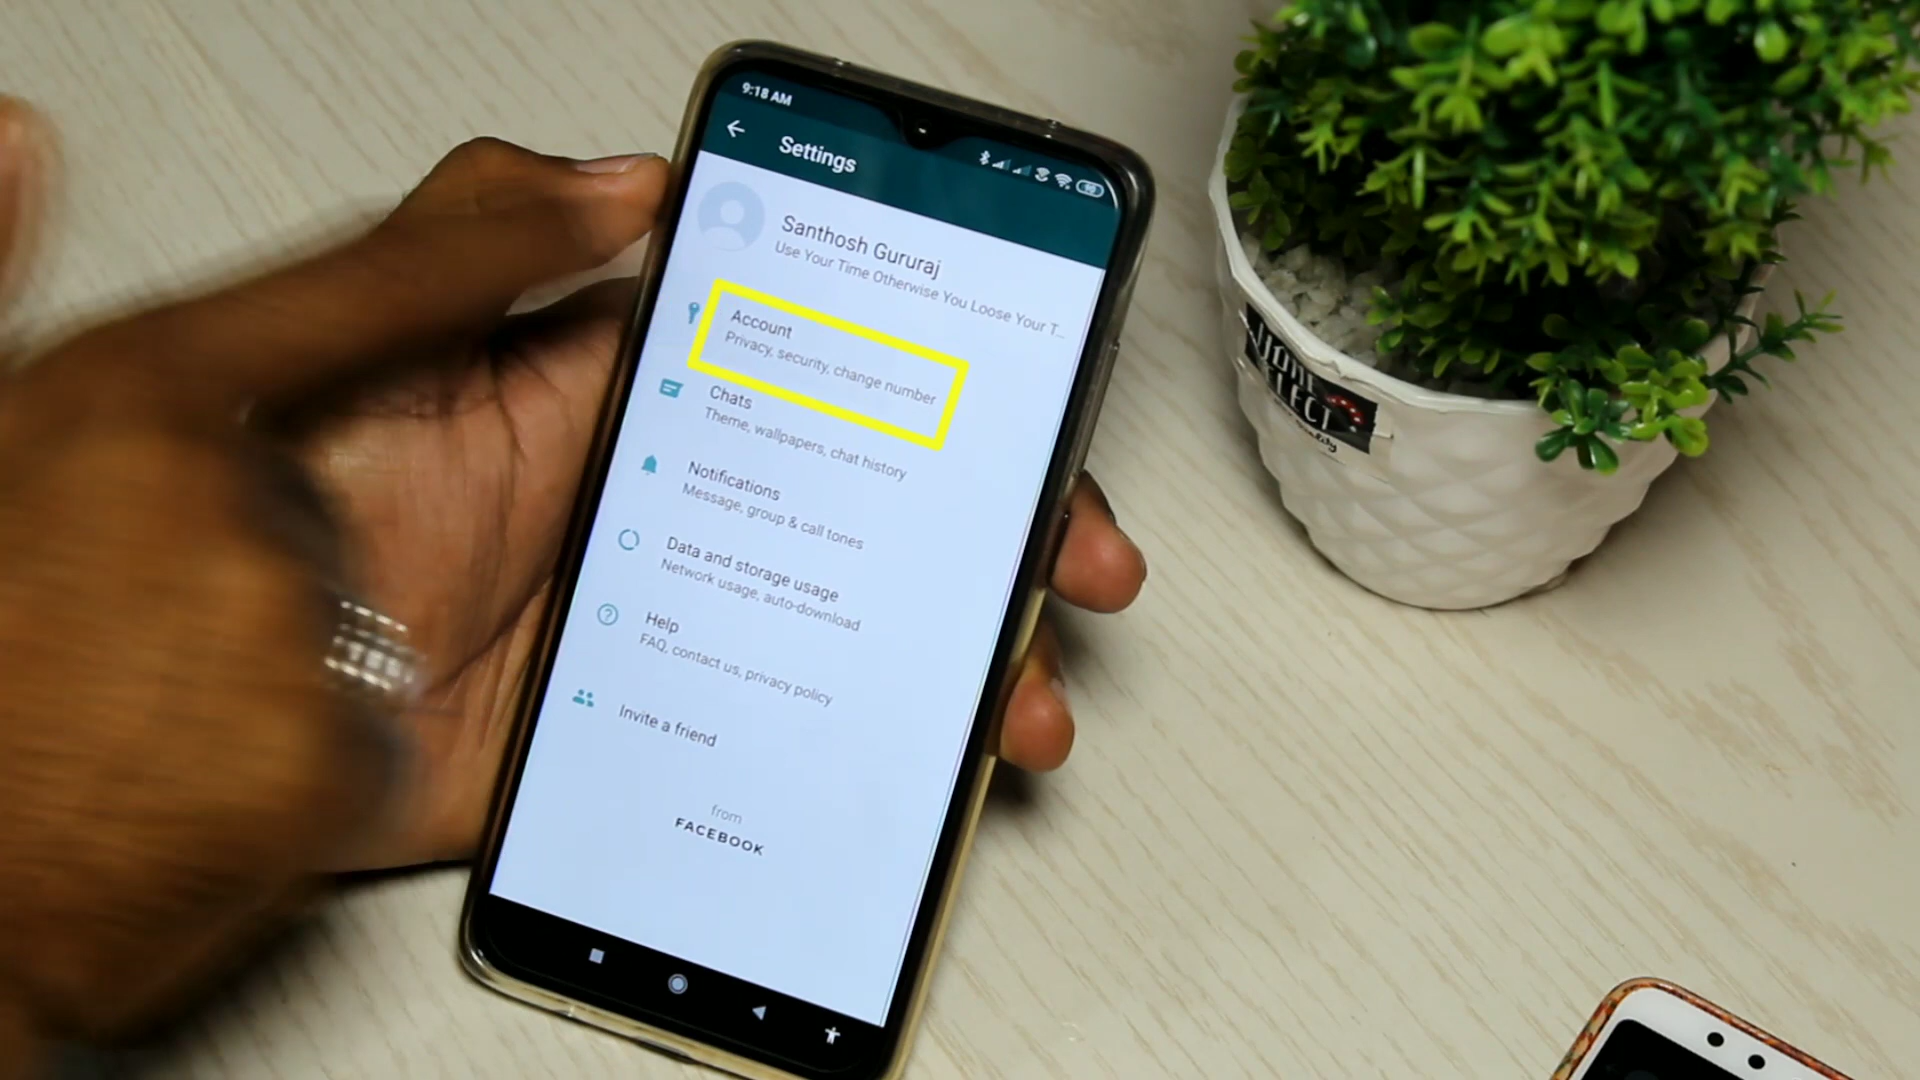 9:18 AM
90
Settings
Santhosh Gururaj
Use Your Time Otherwise You Loose Your T...
Account
Privacy, security, change number
Chats
Theme, wallpapers, chat history
Notifications
Message, group & call tones
Data and storage usage
Network usage, auto-download
Help
FAQ, contact us, privacy policy
Invite a friend
from
FACEBOOK
HOME